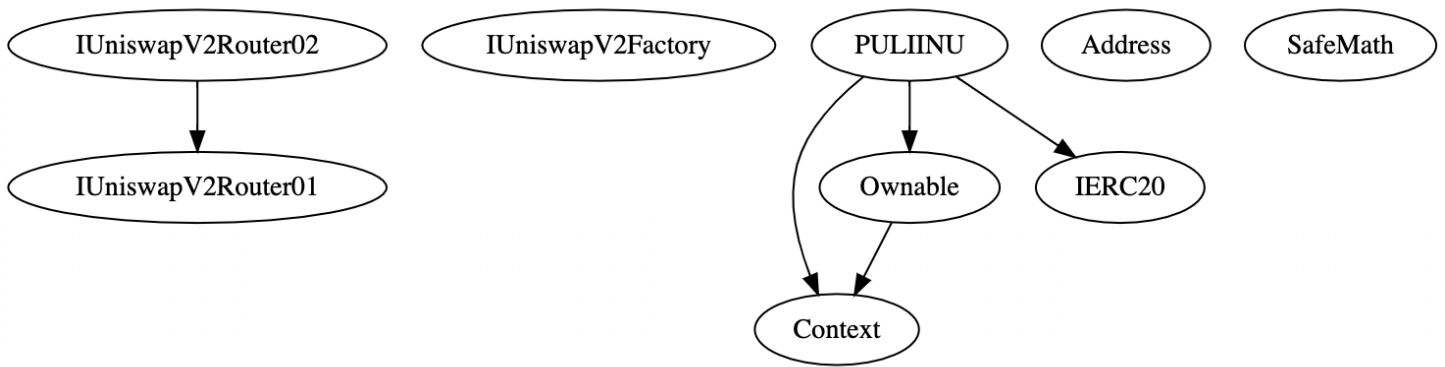 IUniswapV2Router02
IUniswapV2Factory
PULIINU
Address
SafeMath
IUniswapV2Router01
Ownable
IERC20
Context